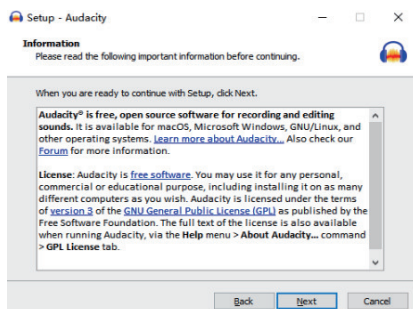 Setup - Audacity
Information
Please read the following important information before continuing.
When you are ready to continue with Setup, click Next.
Audacity® is free, open source software for recording and editing
sounds. It is available for macOS, Microsoft Windows, GNU/Linux, and
other operating systems. Learn more about Audacity... Also check our
Forum for more information.
License: Audacity is free software. You may use it for any personal,
commercial or educational purpose, including installing it on as many
different computers as you wish. Audacity is licensed under the terms
of version 3 of the GNU General Public License (GPL) as published by the
Free Software Foundation. The full text of the license is also available
when running Audacity, via the Help menu > About Audacity... command
> GPL License tab.
Back Next Cancel